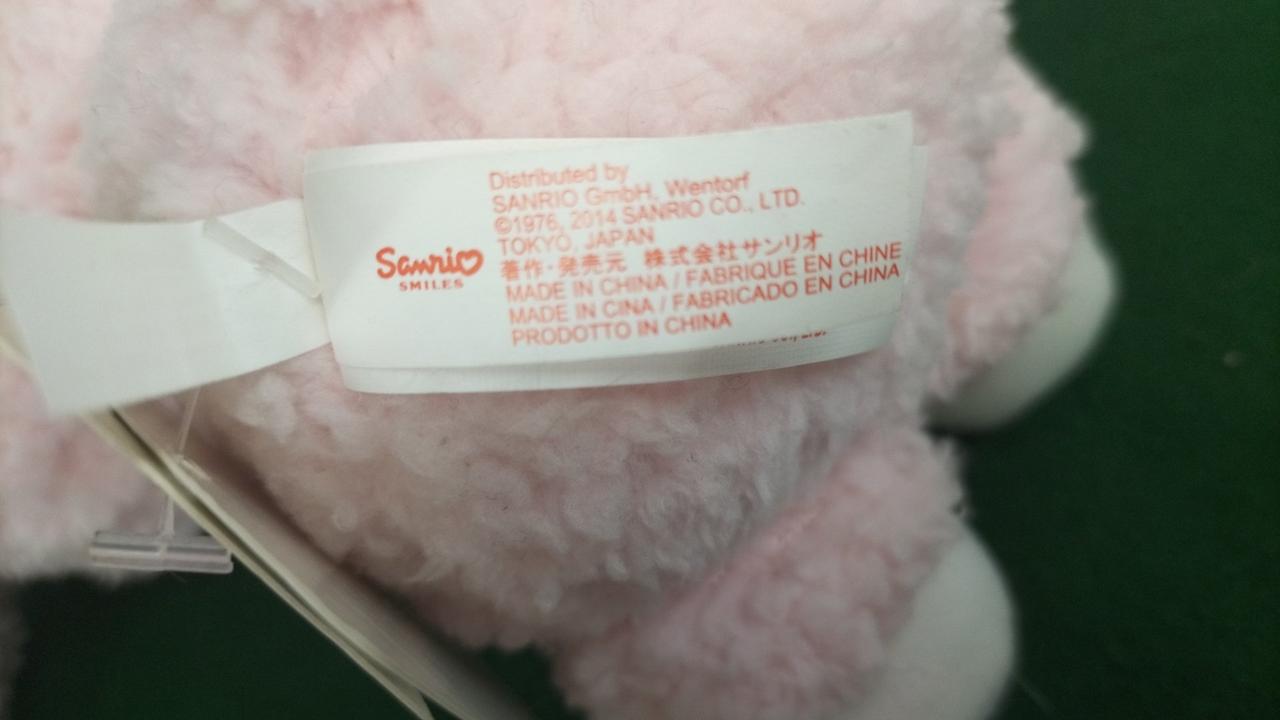 Sanrio
SMILES
Distributed by
SANRIO GmbH, Wentorf
©1976, 2014 SANRIO CO., LTD.
TOKYO, JAPAN
著作・発売元 株式会社サンリオ
MADE IN CHINA / FABRIQUE EN CHINE
MADE IN CINA / FABRICADO EN CHINA
PRODOTTO IN CHINA